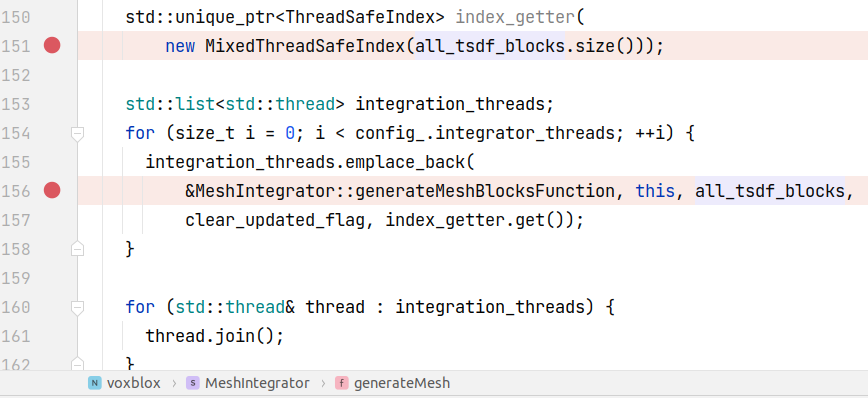 150 std::unique_ptr<ThreadSafeIndex> index_getter(
151 new MixedThreadSafeIndex(all_tsdf_blocks.size()));
152
153 std::list<std::thread> integration_threads;
154 for (size_t i = 0; i < config_.integrator_threads; ++i) {
155 integration_threads.emplace_back(
156 &MeshIntegrator::generateMeshBlocksFunction, this, all_tsdf_blocks,
157 clear_updated_flag, index_getter.get());
158 }
159
160 for (std::thread& thread : integration_threads) {
161 thread.join();
162 }
N voxblox › S MeshIntegrator › f generateMesh